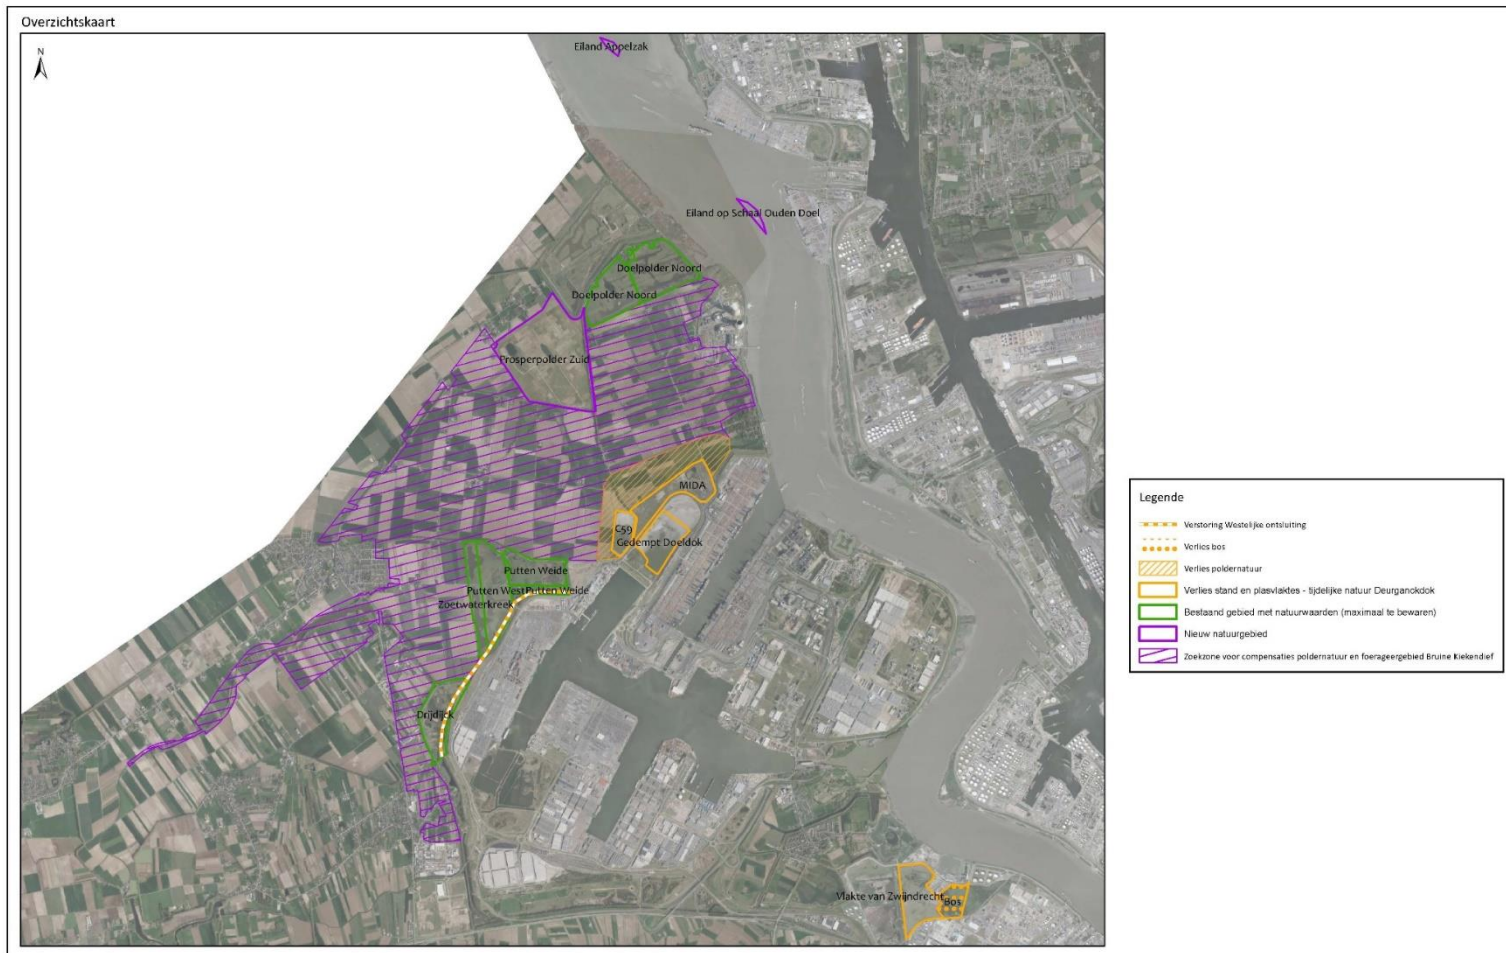 Overzichtskaart
N
Eiland Appelzak
Eiland op Schaal Ouden Doel
Doelpolder Noord
Doelpolder Noord
Prosperpolder Zuid
MIDA
C59
Gedempt Doeldok
Putten Weide
Putten West
Putten Weide
Zoetwaterkreek
Drijdijck
Vlakte van Zwijndrecht
Bos
Legende
Verstoring Westelijke ontsluiting
Verlies bos
Verlies poldernatuur
Verlies stand en plasvlaktes - tijdelijke natuur Deurganckdok
Bestaand gebied met natuurwaarden (maximaal te bewaren)
Nieuw natuurgebied
Zoekzone voor compensaties poldernatuur en foerageergebied Bruine Kiekendief